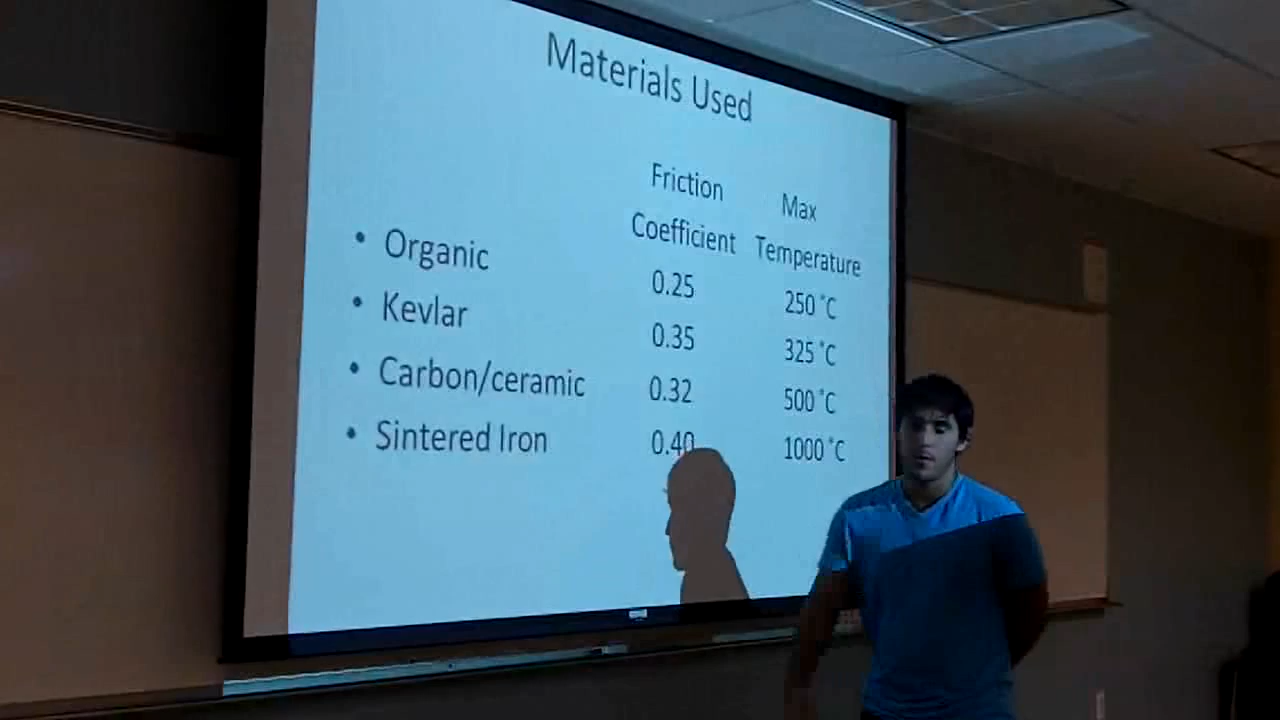 Materials Used
Friction Max
Coefficient Temperature
• Organic 0.25 250 °C
• Kevlar 0.35 325 °C
• Carbon/ceramic 0.32 500 °C
• Sintered Iron 0.40 1000 °C